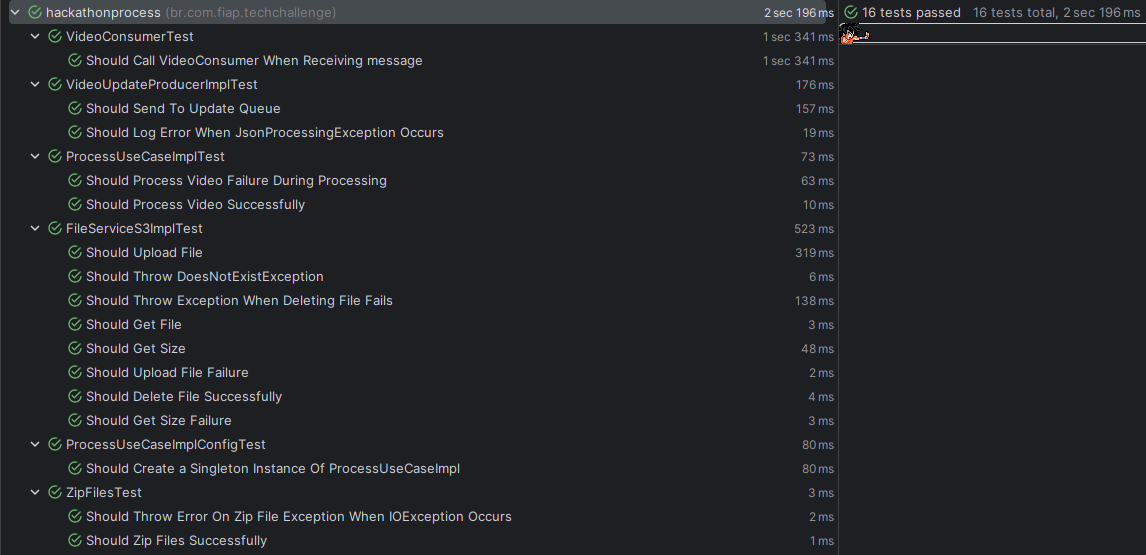 hackathonprocess (br.com.fiap.techchallenge) 2 sec 196 ms 16 tests passed 16 tests total, 2 sec 196 ms
VideoConsumerTest 1 sec 341 ms
Should Call VideoConsumer When Receiving message 1 sec 341 ms
VideoUpdateProducerImplTest 176 ms
Should Send To Update Queue 157 ms
Should Log Error When JsonProcessingException Occurs 19 ms
ProcessUseCaseImplTest 73 ms
Should Process Video Failure During Processing 63 ms
Should Process Video Successfully 10 ms
FileServiceS3ImplTest 523 ms
Should Upload File 319 ms
Should Throw DoesNotExistException 6 ms
Should Throw Exception When Deleting File Fails 138 ms
Should Get File 3 ms
Should Get Size 48 ms
Should Upload File Failure 2 ms
Should Delete File Successfully 4 ms
Should Get Size Failure 3 ms
ProcessUseCaseImplConfigTest 80 ms
Should Create a Singleton Instance Of ProcessUseCaseImpl 80 ms
ZipFilesTest 3 ms
Should Throw Error On Zip File Exception When IOException Occurs 2 ms
Should Zip Files Successfully 1 ms